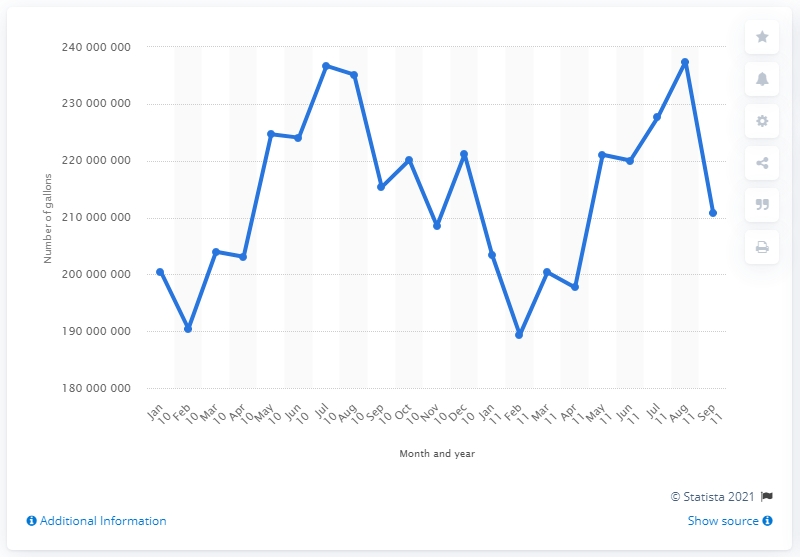 240 000 000
230 000 000
220 000 000
210 000 000
200 000 000
190 000 000
180 000 000
Number of gallons
Jan 10
Feb 10
Mar 10
Apr 10
May 10
Jun 10
Jul 10
Aug 10
Sep 10
Oct 10
Nov 10
Dec 10
Jan 11
Feb 11
Mar 11
Apr 11
May 11
Jun 11
Jul 11
Aug 11
Sep 11
Month and year
© Statista 2021
Additional Information
Show source